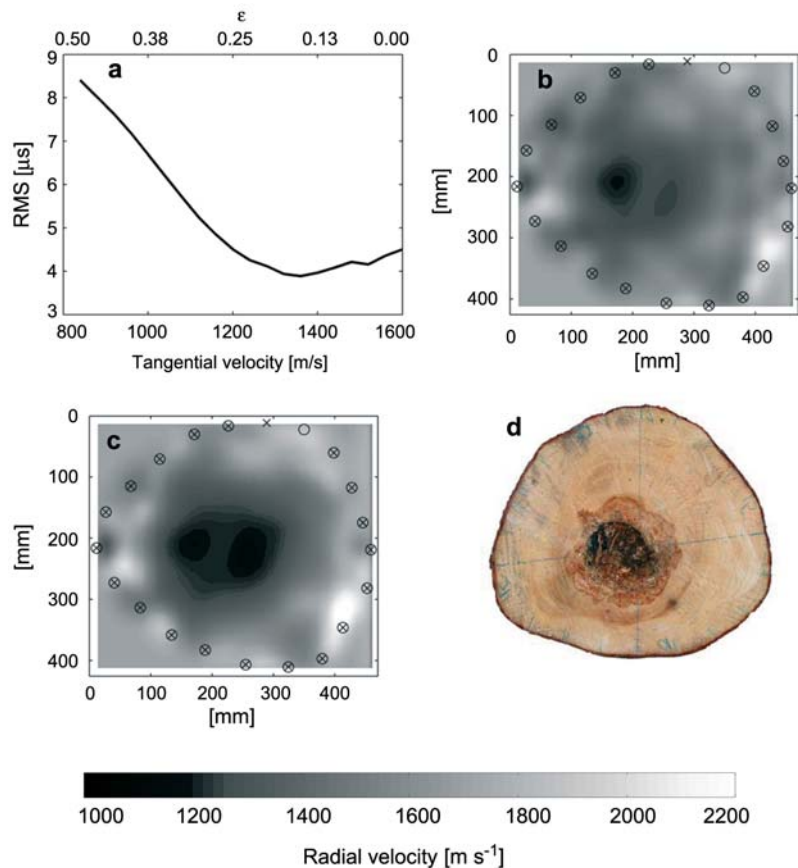 ε
0.50 0.38 0.25 0.13 0.00
a
9
8
7
6
5
4
3
RMS [μs]
800 1000 1200 1400 1600
Tangential velocity [m/s]
b
0
100
200
300
400
[mm]
0 100 200 300 400
[mm]
c
0
100
200
300
400
[mm]
0 100 200 300 400
[mm]
d
1000 1200 1400 1600 1800 2000 2200
Radial velocity [m s⁻¹]